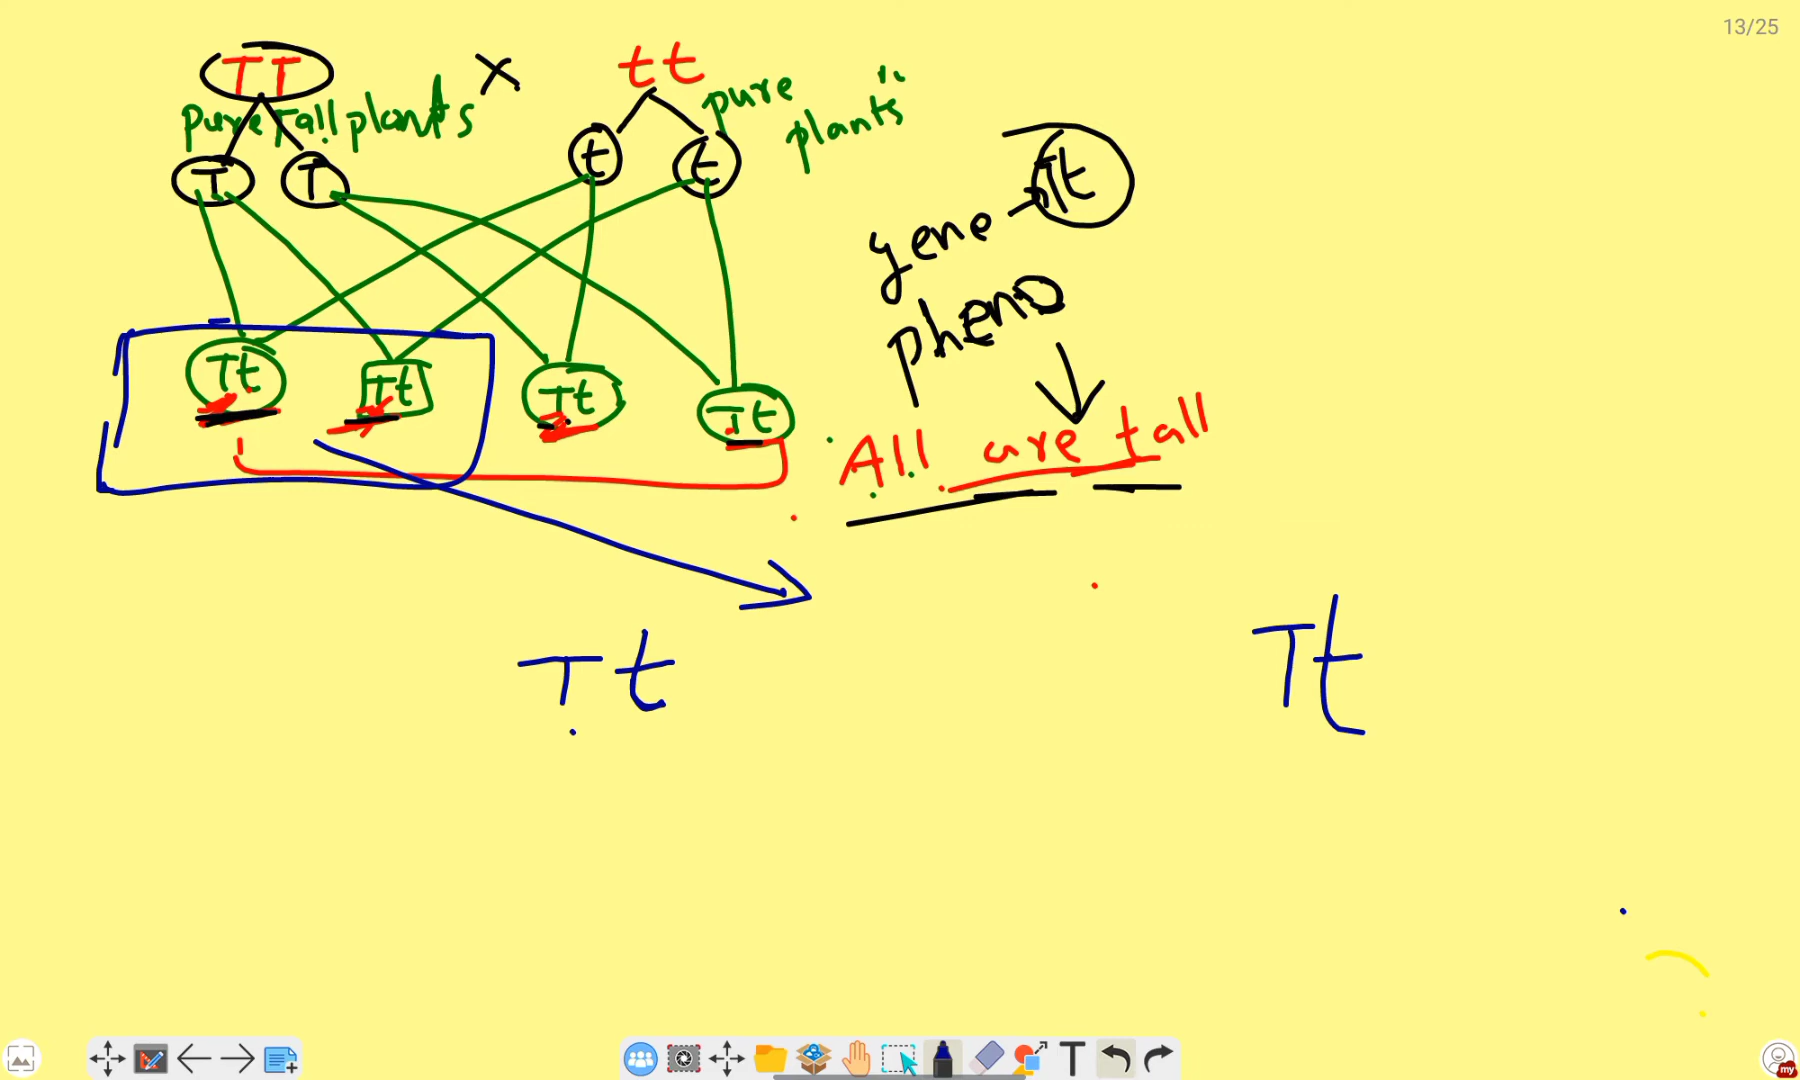 13/25
TT × tt
pure Tall plants
pure
plants
T T t t
Tt
gene
pheno
Tt Tt Tt Tt
All are tall
Tt Tt
T
my